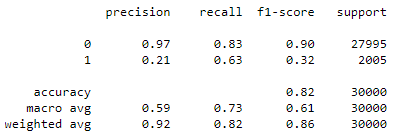 precision recall f1-score support
0 0.97 0.83 0.90 27995
1 0.21 0.63 0.32 2005
accuracy 0.82 30000
macro avg 0.59 0.73 0.61 30000
weighted avg 0.92 0.82 0.86 30000